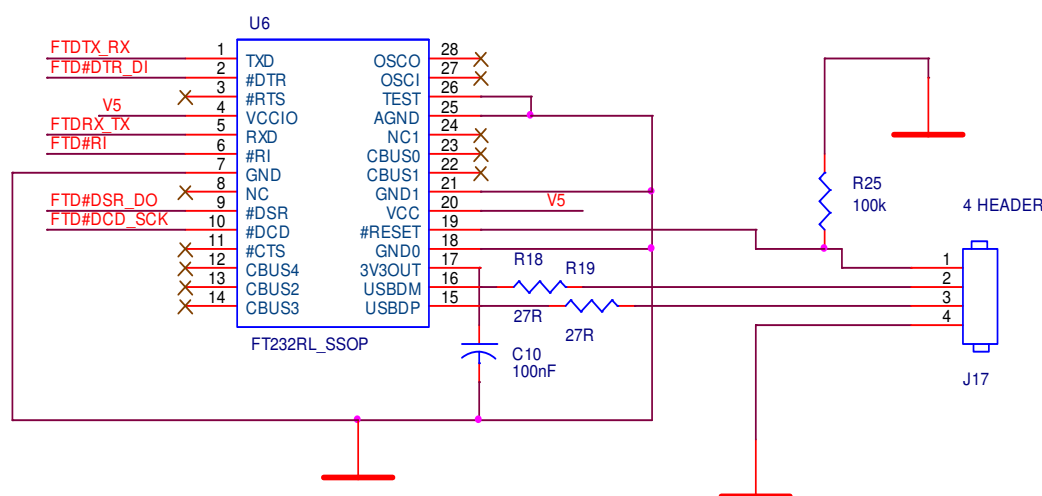 U6
FTDTX_RX 1 TXD
FTD#DTR_DI 2 #DTR
3 #RTS
V5 4 VCCIO
FTDRX_TX 5 RXD
FTD#RI 6 #RI
7 GND
8 NC
FTD#DSR_DO 9 #DSR
FTD#DCD_SCK 10 #DCD
11 #CTS
12 CBUS4
13 CBUS2
14 CBUS3
OSCO 28
OSCI 27
TEST 26
AGND 25
NC1 24
CBUS0 23
CBUS1 22
GND1 21
VCC 20 V5
#RESET 19
GND0 18
3V3OUT 17
USBDM 16
USBDP 15
FT232RL_SSOP
R18
27R
R19
27R
C10
100nF
R25
100k
4 HEADER
1
2
3
4
J17